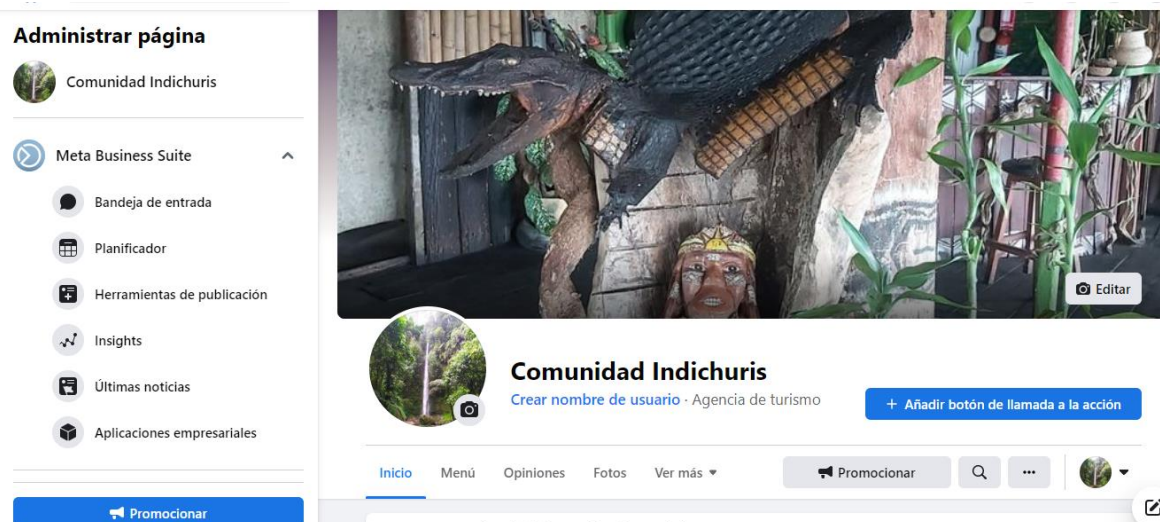 Administrar página
Comunidad Indichuris
Meta Business Suite
Bandeja de entrada
Planificador
Herramientas de publicación
Insights
Últimas noticias
Aplicaciones empresariales
Promocionar
Editar
Comunidad Indichuris
Crear nombre de usuario · Agencia de turismo
+ Añadir botón de llamada a la acción
Inicio Menú Opiniones Fotos Ver más Promocionar